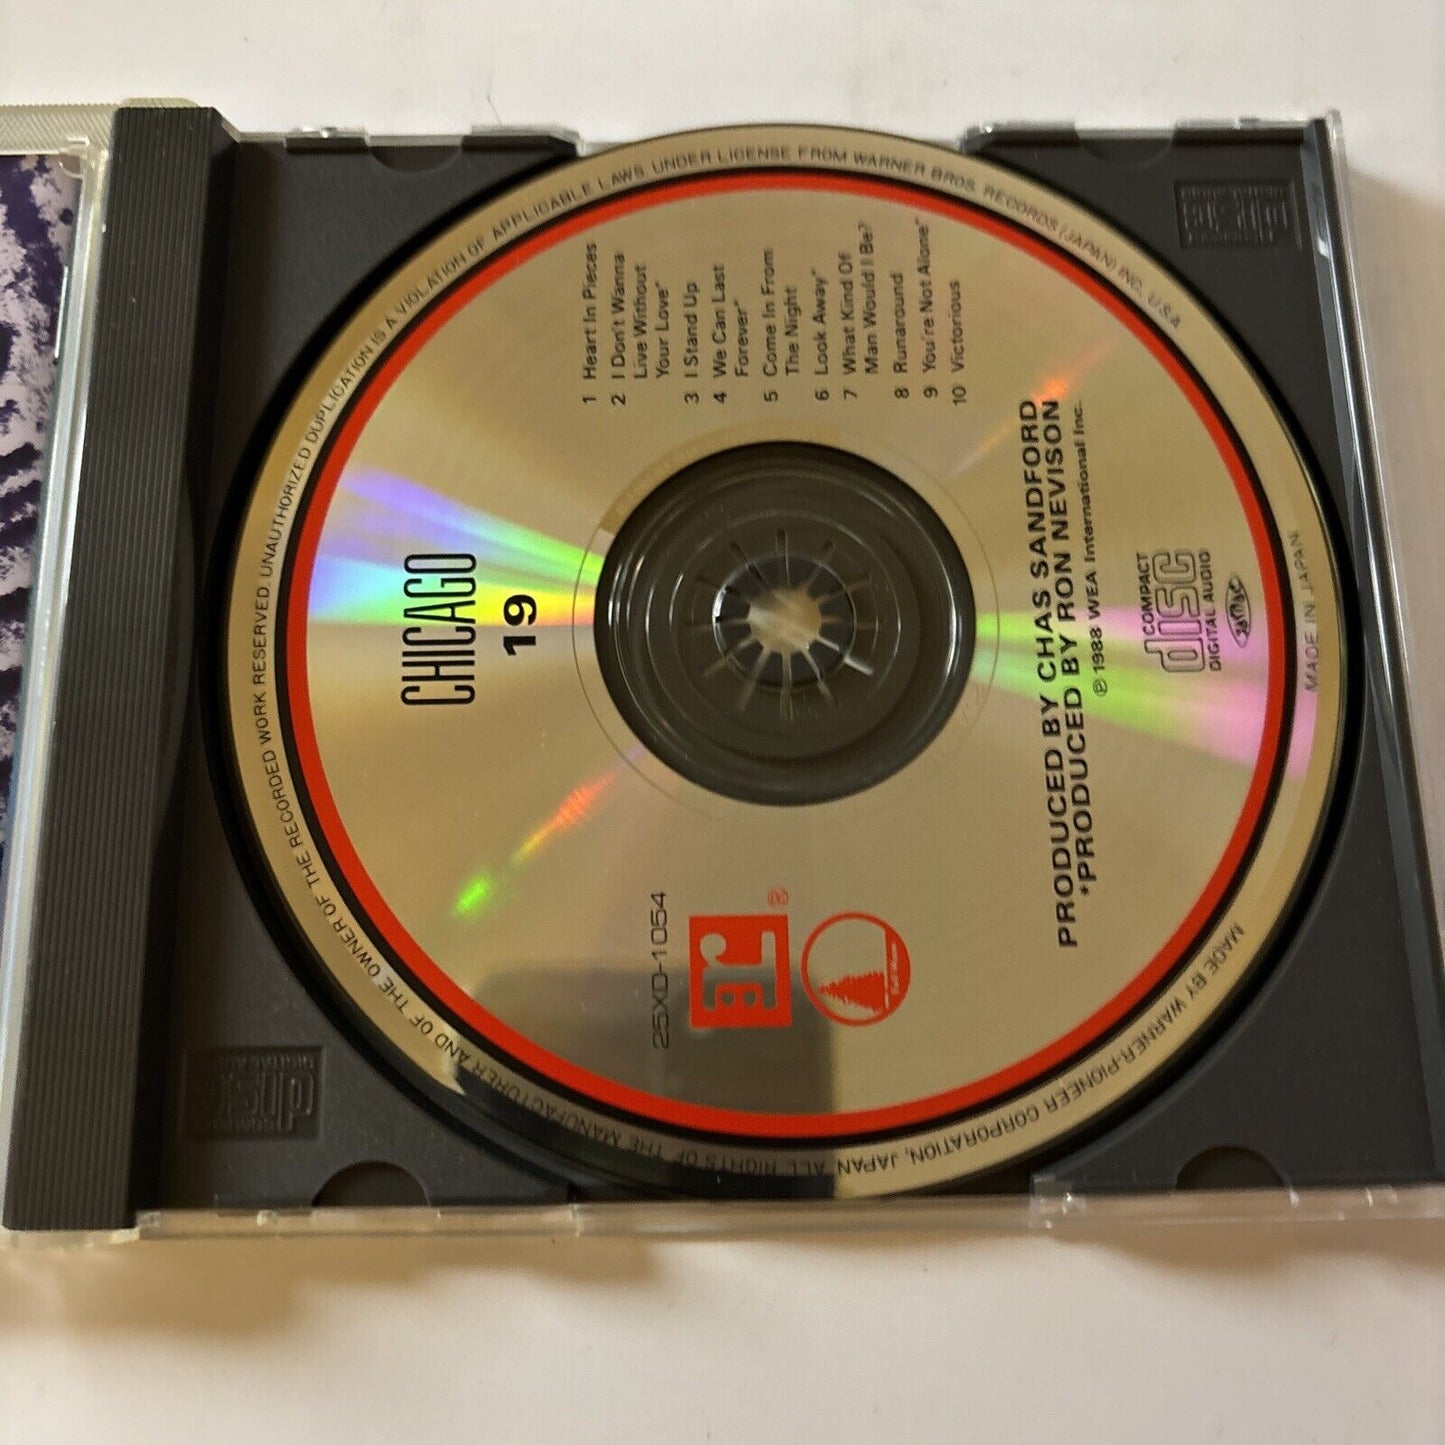 CHICAGO
19
1 Heart In Pieces
2 I Don't Wanna
Live Without
Your Love*
3 I Stand Up
4 We Can Last
Forever*
5 Come In From
The Night
6 Look Away*
7 What Kind Of
Man Would I Be?
8 Runaround
9 You're Not Alone*
10 Victorious
25XD-1054
r:
®
PRODUCED BY CHAS SANDFORD
*PRODUCED BY RON NEVISON
℗ 1988 WEA International Inc.
COMPACT
disc
DIGITAL AUDIO
JASRAC
MADE IN JAPAN
MADE BY WARNER-PIONEER CORPORATION, JAPAN. ALL RIGHTS OF THE MANUFACTURER AND OF THE OWNER OF THE RECORDED WORK RESERVED. UNAUTHORIZED DUPLICATION IS A VIOLATION OF APPLICABLE LAWS. UNDER LICENSE FROM WARNER BROS. RECORDS (JAPAN) INC., U.S.A.
disc